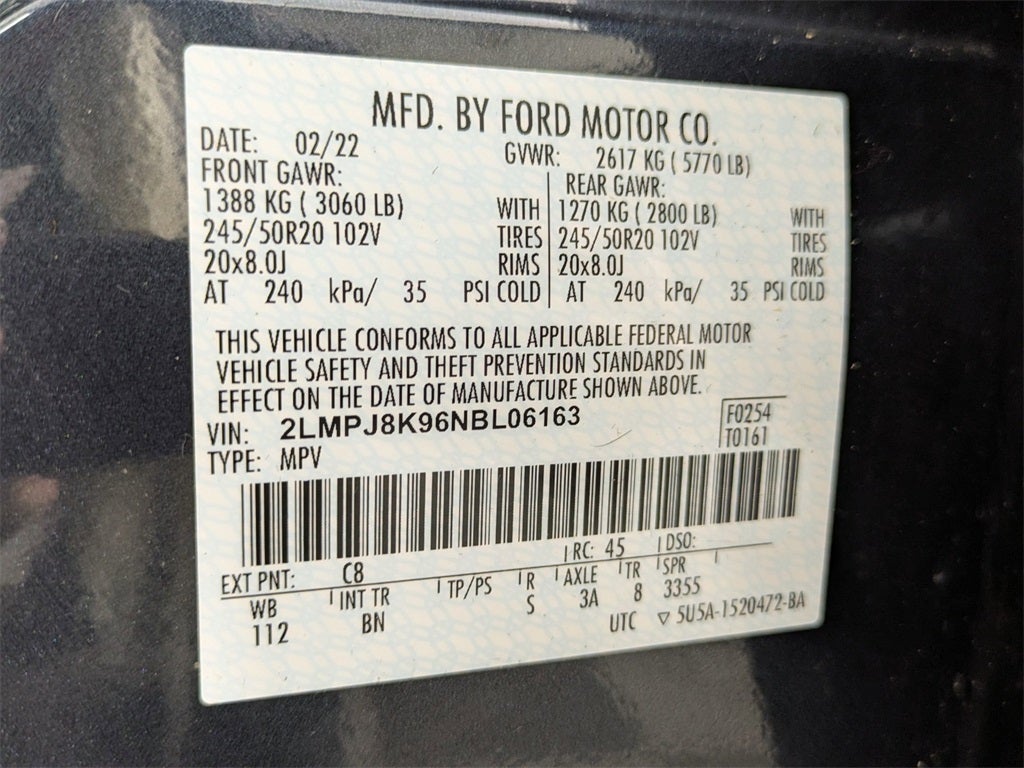 MFD. BY FORD MOTOR CO.
DATE: 02/22 GVWR: 2617 KG ( 5770 LB)
FRONT GAWR: REAR GAWR:
1388 KG ( 3060 LB) WITH 1270 KG ( 2800 LB) WITH
245/50R20 102V TIRES 245/50R20 102V TIRES
20x8.0J RIMS 20x8.0J RIMS
AT 240 kPa/ 35 PSI COLD AT 240 kPa/ 35 PSI COLD
THIS VEHICLE CONFORMS TO ALL APPLICABLE FEDERAL MOTOR
VEHICLE SAFETY AND THEFT PREVENTION STANDARDS IN
EFFECT ON THE DATE OF MANUFACTURE SHOWN ABOVE.
VIN: 2LMPJ8K96NBL06163 F0254
TYPE: MPV T0161
EXT PNT: C8 RC: 45 DSO:
WB INT TR TP/PS R AXLE TR SPR
112 BN S 3A 8 3355
UTC ▽ 5U5A-1520472-BA